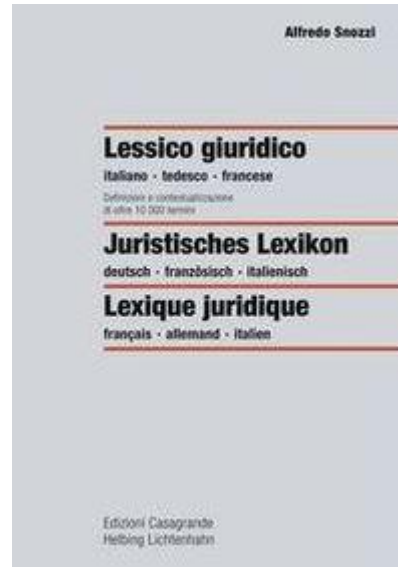 Alfredo Snozzi
Lessico giuridico
italiano · tedesco · francese
Definizioni e contestualizzazione
di oltre 10 000 termini
Juristisches Lexikon
deutsch · französisch · italienisch
Lexique juridique
français · allemand · italien
Edizioni Casagrande
Helbing Lichtenhahn